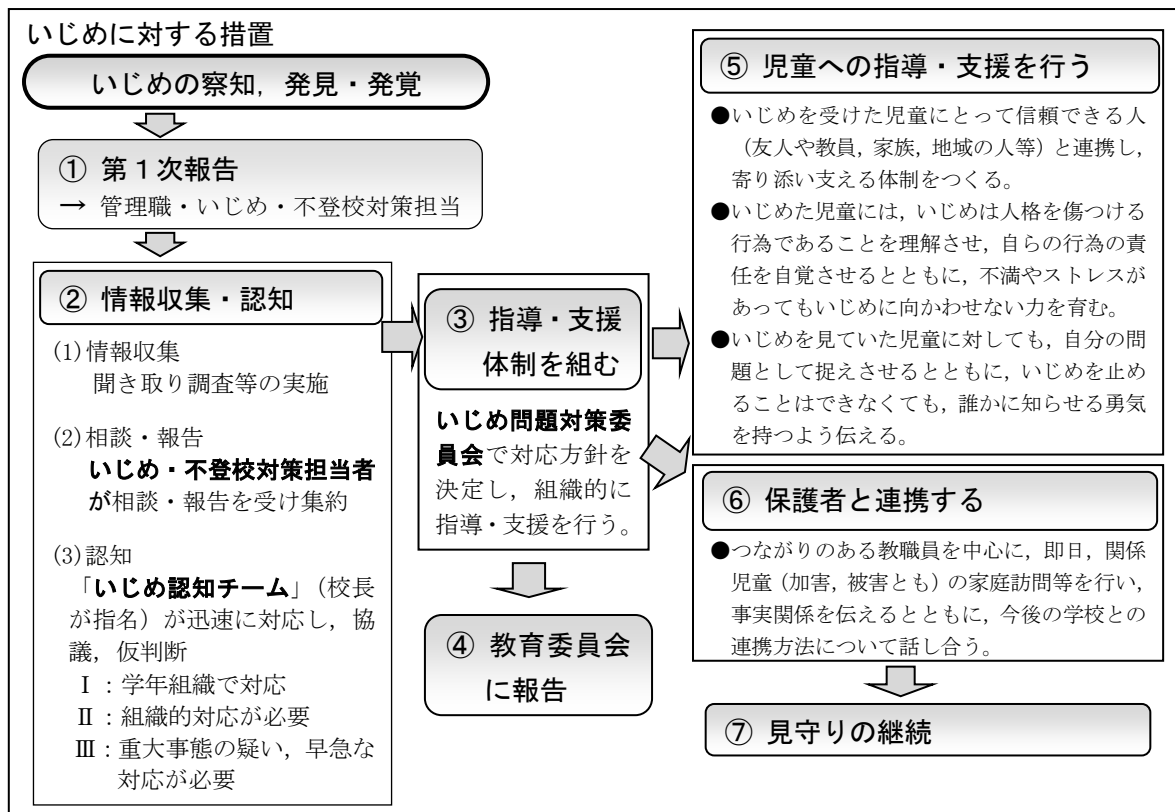 いじめに対する措置
いじめの察知，発見・発覚
① 第１次報告
→ 管理職・いじめ・不登校対策担当
② 情報収集・認知
(1)情報収集
聞き取り調査等の実施
(2)相談・報告
いじめ・不登校対策担当者
が相談・報告を受け集約
(3)認知
「いじめ認知チーム」（校長
が指名）が迅速に対応し，協
議，仮判断
Ⅰ：学年組織で対応
Ⅱ：組織的対応が必要
Ⅲ：重大事態の疑い，早急な
対応が必要
③ 指導・支援
体制を組む
いじめ問題対策委
員会で対応方針を
決定し，組織的に
指導・支援を行う。
④ 教育委員会
に報告
⑤ 児童への指導・支援を行う
●いじめを受けた児童にとって信頼できる人
（友人や教員，家族，地域の人等）と連携し，
寄り添い支える体制をつくる。
●いじめた児童には，いじめは人格を傷つける
行為であることを理解させ，自らの行為の責
任を自覚させるとともに，不満やストレスが
あってもいじめに向かわせない力を育む。
●いじめを見ていた児童に対しても，自分の問
題として捉えさせるとともに，いじめを止め
ることはできなくても，誰かに知らせる勇気
を持つよう伝える。
⑥ 保護者と連携する
●つながりのある教職員を中心に，即日，関係
児童（加害，被害とも）の家庭訪問等を行い，
事実関係を伝えるとともに，今後の学校との
連携方法について話し合う。
⑦ 見守りの継続